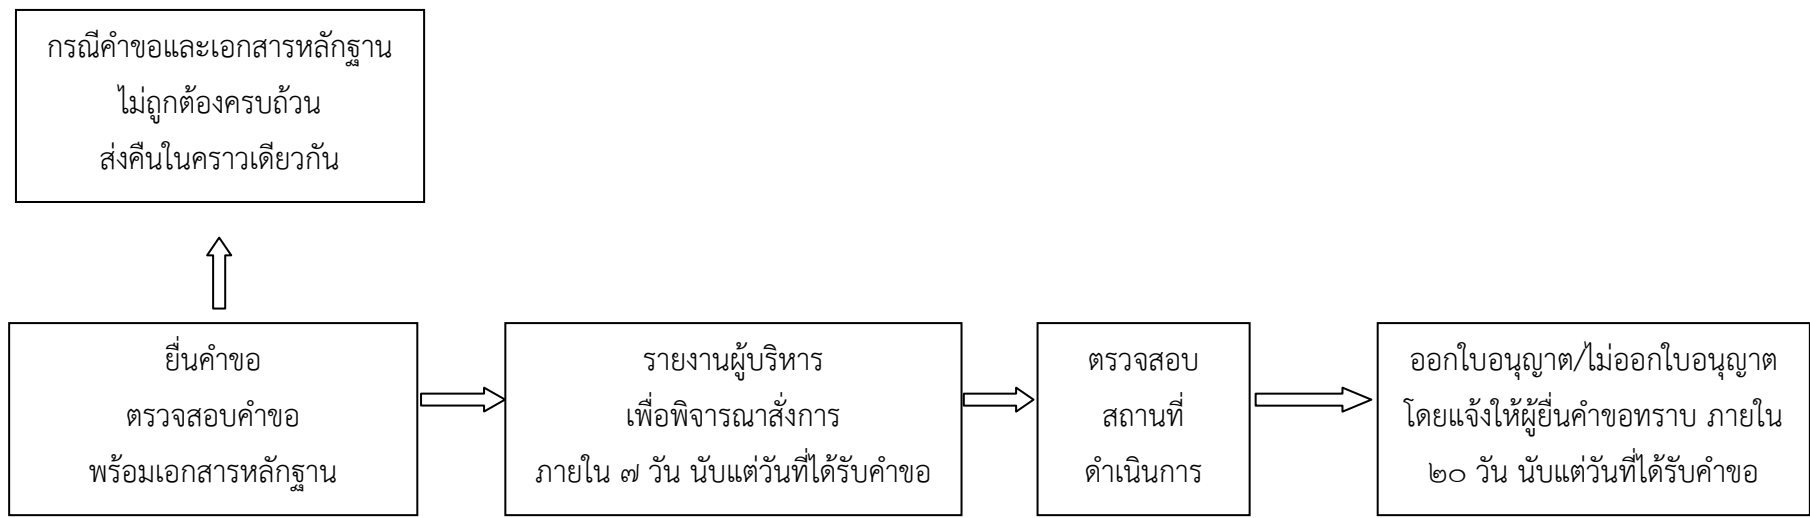 กรณีคำขอและเอกสารหลักฐาน
ไม่ถูกต้องครบถ้วน
ส่งคืนในคราวเดียวกัน
ยื่นคำขอ
ตรวจสอบคำขอ
พร้อมเอกสารหลักฐาน
รายงานผู้บริหาร
เพื่อพิจารณาสั่งการ
ภายใน ๗ วัน นับแต่วันที่ได้รับคำขอ
ตรวจสอบ
สถานที่
ดำเนินการ
ออกใบอนุญาต/ไม่ออกใบอนุญาต
โดยแจ้งให้ผู้ยื่นคำขอทราบ ภายใน
๒๐ วัน นับแต่วันที่ได้รับคำขอ